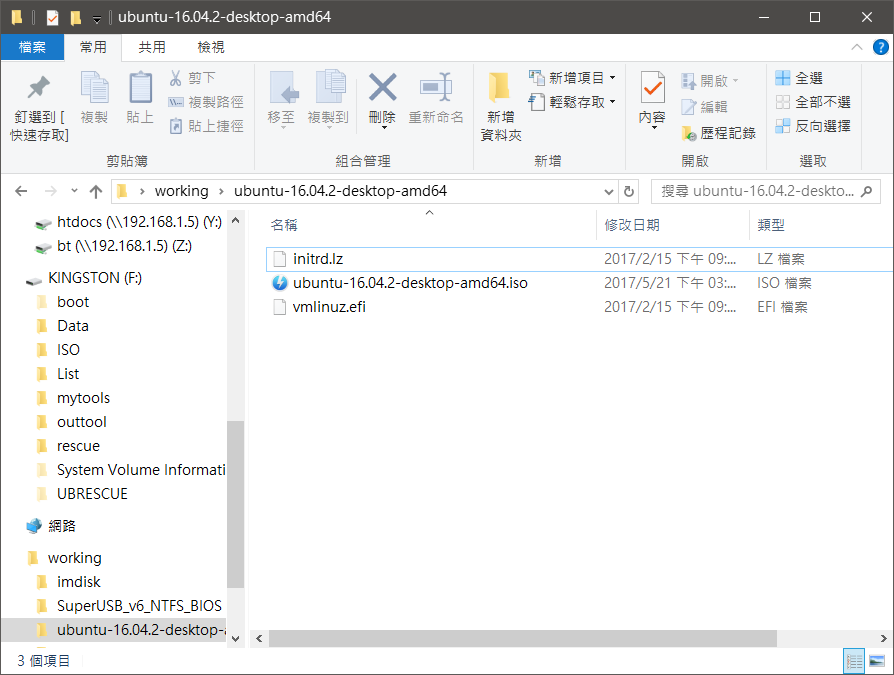 ubuntu-16.04.2-desktop-amd64
檔案 常用 共用 檢視
釘選到 [快速存取]
複製
貼上
剪下
複製路徑
貼上捷徑
剪貼簿
移至
複製到
刪除
重新命名
組合管理
新增資料夾
新增項目
輕鬆存取
新增
內容
開啟
編輯
歷程記錄
開啟
全選
全部不選
反向選擇
選取
working › ubuntu-16.04.2-desktop-amd64
搜尋 ubuntu-16.04.2-deskto...
htdocs (\\192.168.1.5) (Y:)
bt (\\192.168.1.5) (Z:)
KINGSTON (F:)
boot
Data
ISO
List
mytools
outtool
rescue
System Volume Informati
UBRESCUE
網路
working
imdisk
SuperUSB_v6_NTFS_BIOS
ubuntu-16.04.2-desktop-a
名稱 修改日期 類型
initrd.lz 2017/2/15 下午 09:... LZ 檔案
ubuntu-16.04.2-desktop-amd64.iso 2017/5/21 下午 03:... ISO 檔案
vmlinuz.efi 2017/2/15 下午 09:... EFI 檔案
3 個項目